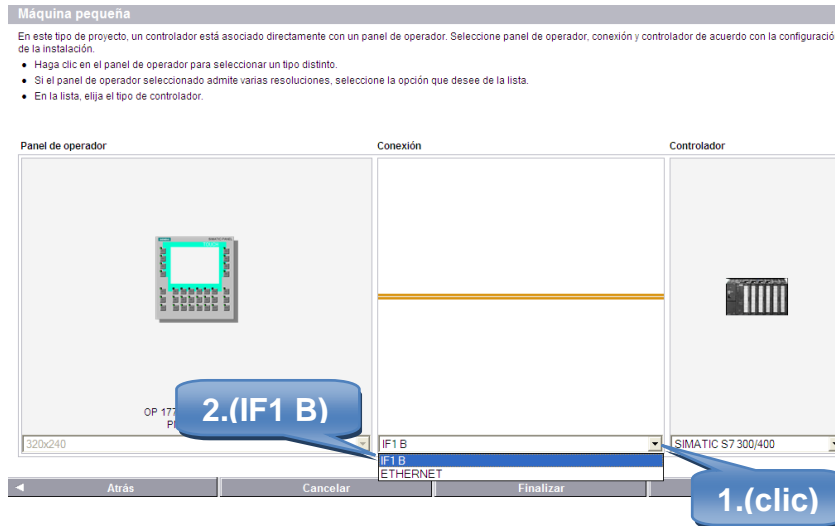 Máquina pequeña
En este tipo de proyecto, un controlador está asociado directamente con un panel de operador. Seleccione panel de operador, conexión y controlador de acuerdo con la configuració
de la instalación.
• Haga clic en el panel de operador para seleccionar un tipo distinto.
• Si el panel de operador seleccionado admite varias resoluciones, seleccione la opción que desee de la lista.
• En la lista, elija el tipo de controlador.
Panel de operador
Conexión
Controlador
OP 177
2.(IF1 B)
320x240
IF1 B
SIMATIC S7 300/400
IF1 B
ETHERNET
Atrás
Cancelar
Finalizar
1.(clic)